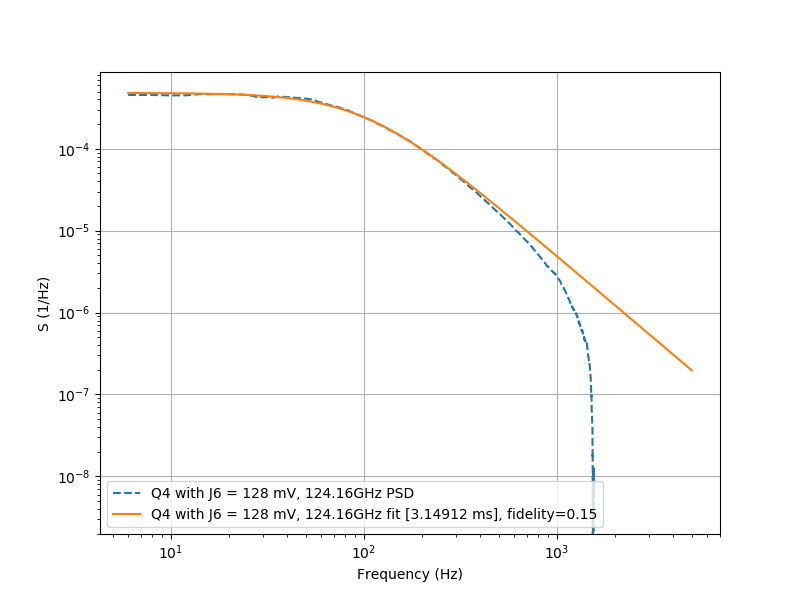 S (1/Hz)
10⁻⁴
10⁻⁵
10⁻⁶
10⁻⁷
10⁻⁸
Q4 with J6 = 128 mV, 124.16GHz PSD
Q4 with J6 = 128 mV, 124.16GHz fit [3.14912 ms], fidelity=0.15
10¹ 10² 10³
Frequency (Hz)